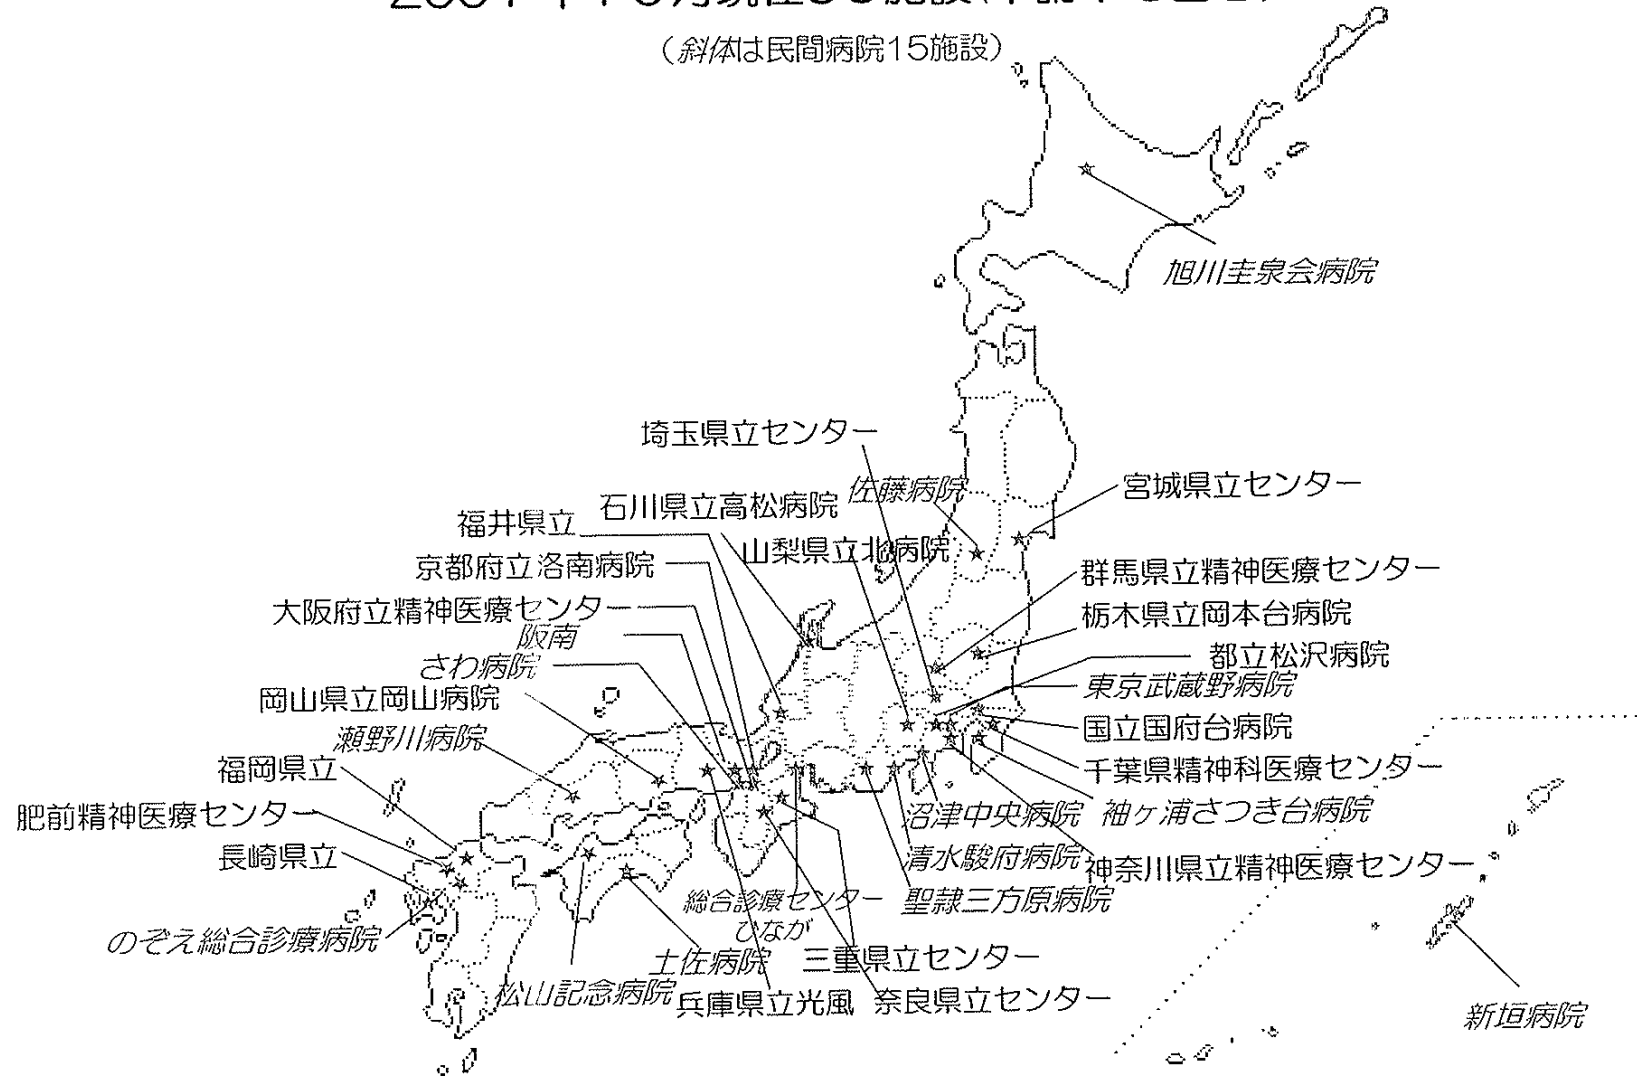 (斜体は民間病院15施設)
旭川圭泉会病院
埼玉県立センター
佐藤病院
宮城県立センター
石川県立高松病院
福井県立
山梨県立北病院
京都府立洛南病院
群馬県立精神医療センター
大阪府立精神医療センター
栃木県立岡本台病院
阪南
都立松沢病院
さわ病院
東京武蔵野病院
岡山県立岡山病院
国立国府台病院
瀬野川病院
福岡県立
千葉県精神科医療センター
肥前精神医療センター
沼津中央病院
袖ヶ浦さつき台病院
長崎県立
清水駿府病院
神奈川県立精神医療センター
総合診療センター
ひなが
聖隷三方原病院
のぞえ総合診療病院
土佐病院
三重県立センター
松山記念病院
兵庫県立光風
奈良県立センター
新垣病院